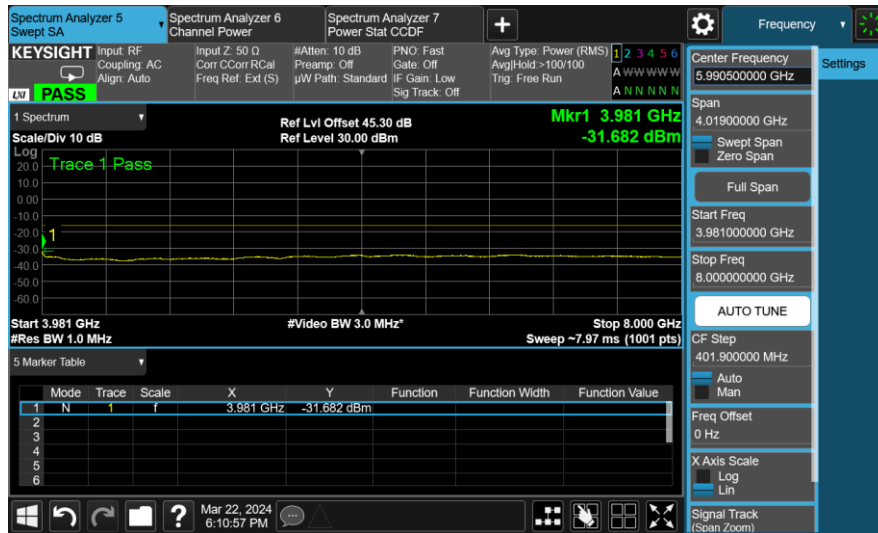 Spectrum Analyzer 5
Swept SA
Spectrum Analyzer 6
Channel Power
Spectrum Analyzer 7
Power Stat CCDF
Frequency
KEYSIGHT
LXI
PASS
Input: RF
Coupling: AC
Align: Auto
Input Z: 50 Ω
Corr CCorr RCal
Freq Ref: Ext (S)
#Atten: 10 dB
Preamp: Off
µW Path: Standard
PNO: Fast
Gate: Off
IF Gain: Low
Sig Track: Off
Avg Type: Power (RMS)
Avg|Hold:>100/100
Trig: Free Run
1 2 3 4 5 6
A W W W W W
A N N N N N
1 Spectrum
Scale/Div 10 dB
Ref Lvl Offset 45.30 dB
Ref Level 30.00 dBm
Mkr1 3.981 GHz
-31.682 dBm
Log
Trace 1 Pass
20.0
10.0
0.00
-10.0
-20.0
-30.0
-40.0
-50.0
-60.0
1
Start 3.981 GHz
#Res BW 1.0 MHz
#Video BW 3.0 MHz*
Stop 8.000 GHz
Sweep ~7.97 ms (1001 pts)
5 Marker Table
Mode Trace Scale X Y Function Function Width Function Value
1 N 1 f 3.981 GHz -31.682 dBm
2
3
4
5
6
Mar 22, 2024
6:10:57 PM
?
Center Frequency
5.990500000 GHz
Settings
Span
4.01900000 GHz
Swept Span
Zero Span
Full Span
Start Freq
3.981000000 GHz
Stop Freq
8.000000000 GHz
AUTO TUNE
CF Step
401.900000 MHz
Auto
Man
Freq Offset
0 Hz
X Axis Scale
Log
Lin
Signal Track
(Span Zoom)